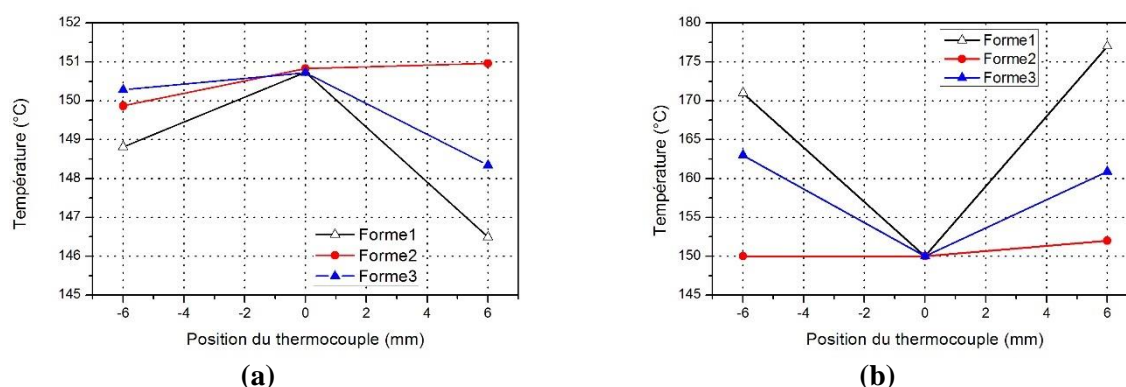 152
151
150
149
148
147
146
145
Température (°C)
Forme1
Forme2
Forme3
-6 -4 -2 0 2 4 6
Position du thermocouple (mm)
(a)
180
175
170
165
160
155
150
145
Température (°C)
Forme1
Forme2
Forme3
-6 -4 -2 0 2 4 6
Position du thermocouple (mm)
(b)